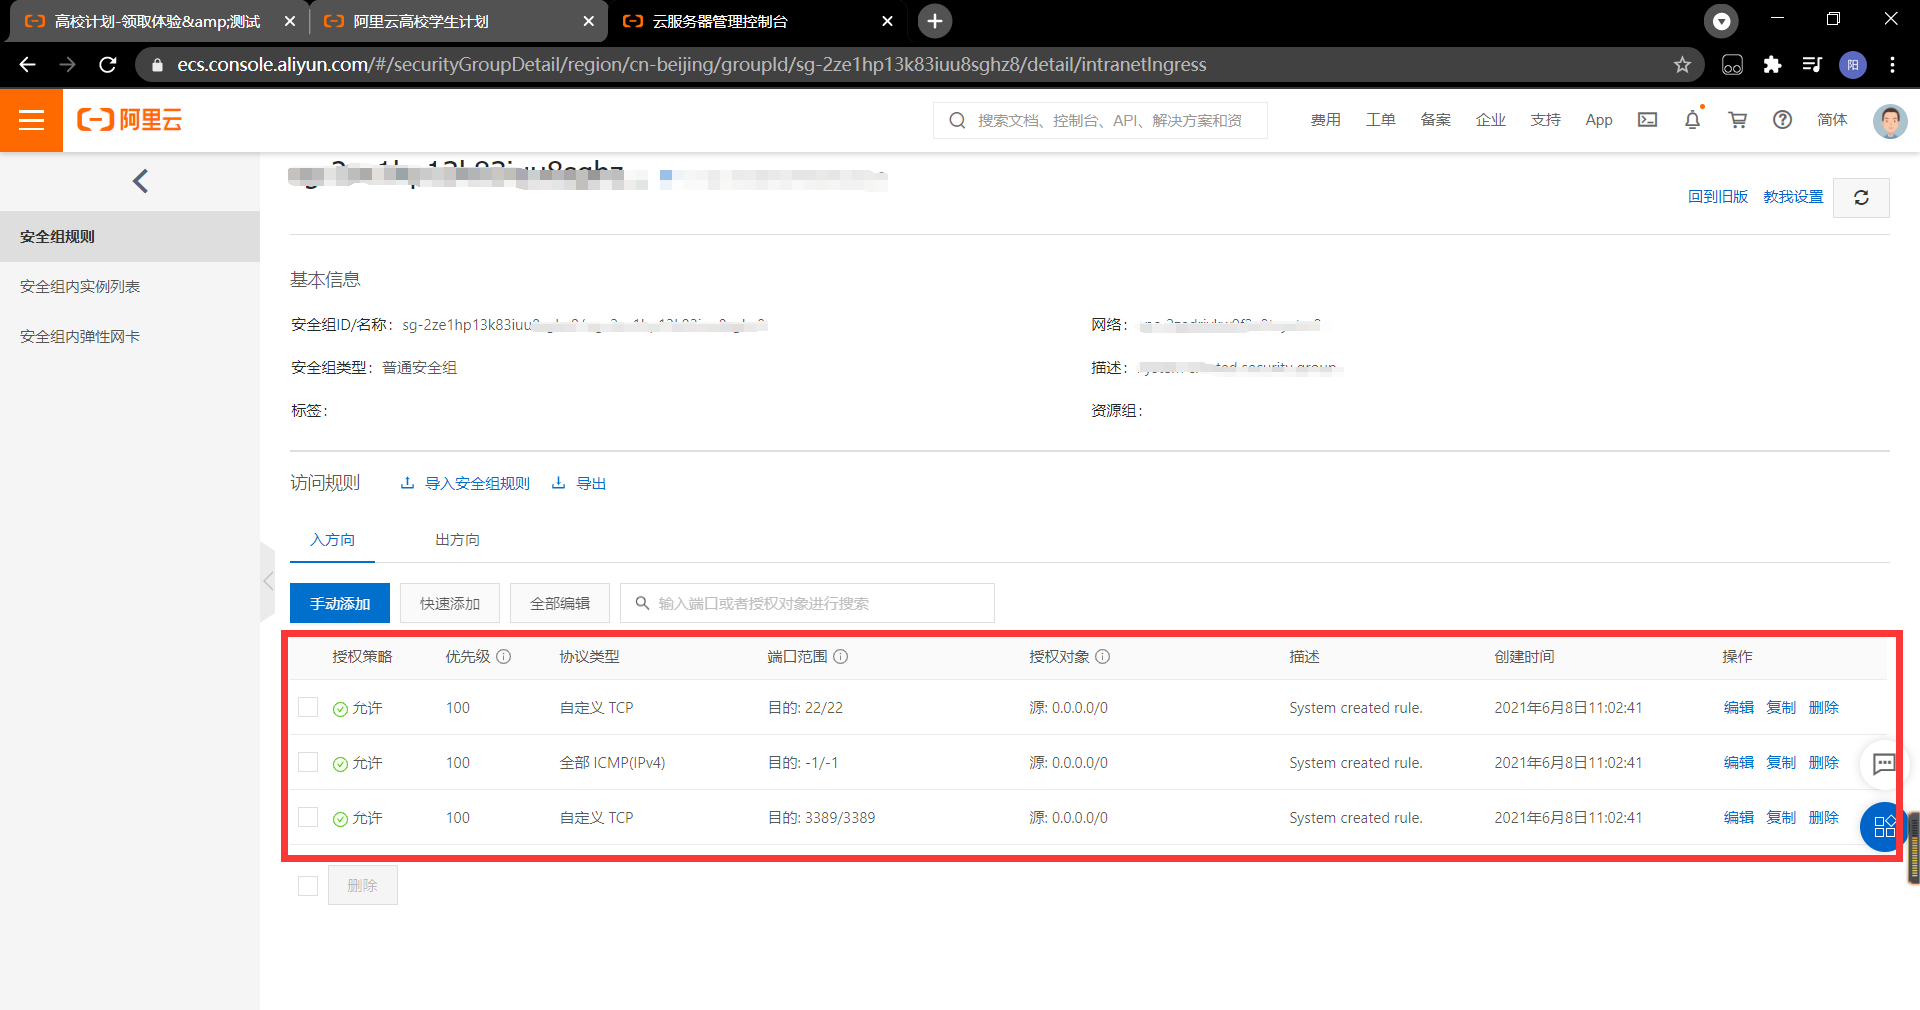 高校计划-领取体验&amp;测试
阿里云高校学生计划
云服务器管理控制台
ecs.console.aliyun.com/#/securityGroupDetail/region/cn-beijing/groupId/sg-2ze1hp13k83iuu8sghz8/detail/intranetIngress
阳
阿里云
搜索文档、控制台、API、解决方案和资
费用 工单 备案 企业 支持 App 简体
回到旧版 教我设置
安全组规则
安全组内实例列表
安全组内弹性网卡
基本信息
安全组ID/名称： sg-2ze1hp13k83iuu
网络：
安全组类型： 普通安全组
描述：
标签：
资源组：
访问规则 导入安全组规则 导出
入方向 出方向
手动添加 快速添加 全部编辑 输入端口或者授权对象进行搜索
授权策略 优先级 协议类型 端口范围 授权对象 描述 创建时间 操作
允许 100 自定义 TCP 目的: 22/22 源: 0.0.0.0/0 System created rule. 2021年6月8日11:02:41 编辑 复制 删除
允许 100 全部 ICMP(IPv4) 目的: -1/-1 源: 0.0.0.0/0 System created rule. 2021年6月8日11:02:41 编辑 复制 删除
允许 100 自定义 TCP 目的: 3389/3389 源: 0.0.0.0/0 System created rule. 2021年6月8日11:02:41 编辑 复制 删除
删除